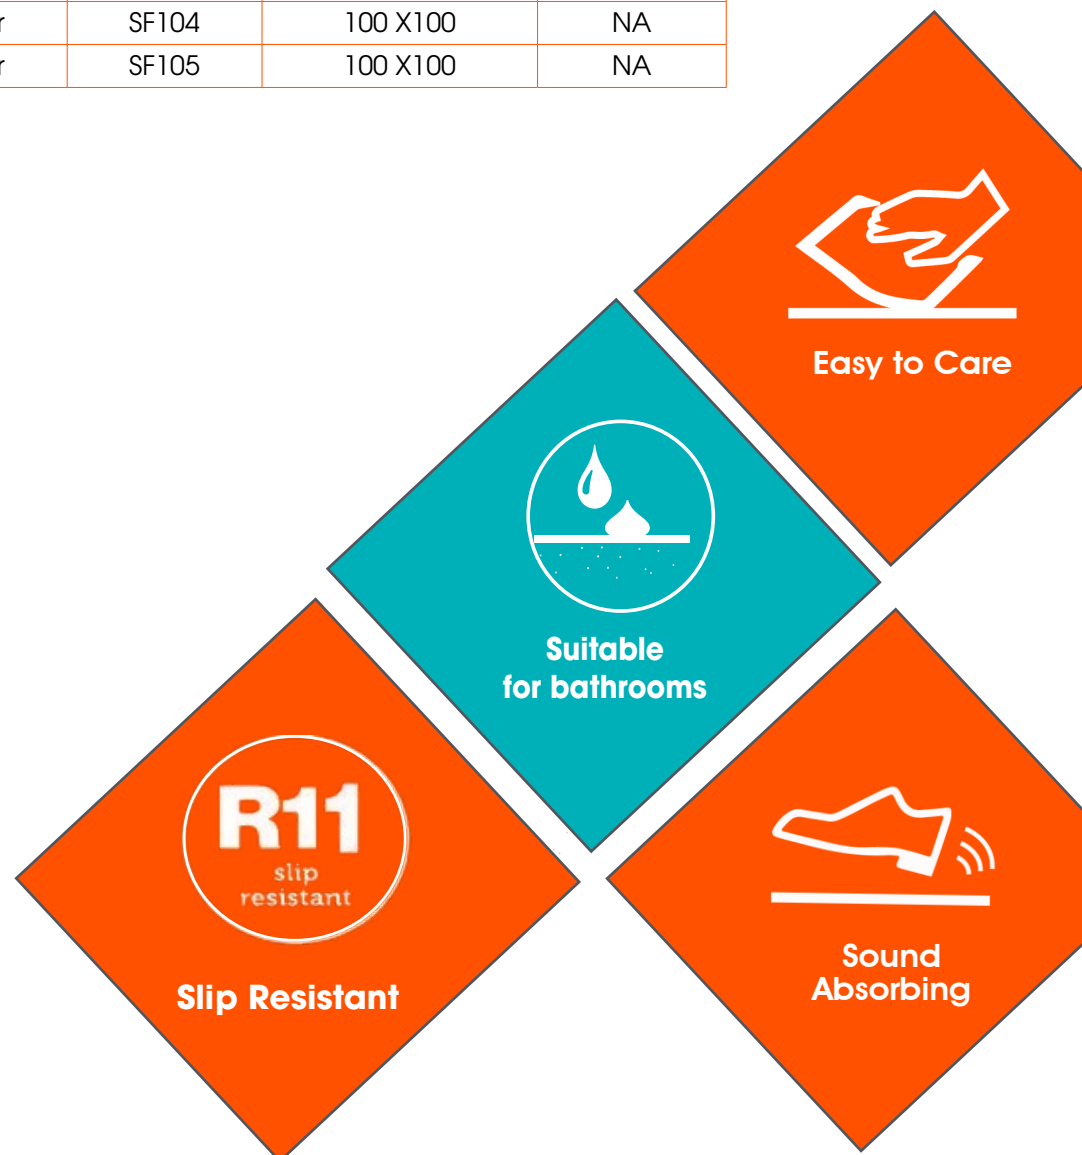 r SF104 100 X100 NA
r SF105 100 X100 NA
Easy to Care
Suitable
for bathrooms
R11
slip
resistant
Slip Resistant
Sound
Absorbing